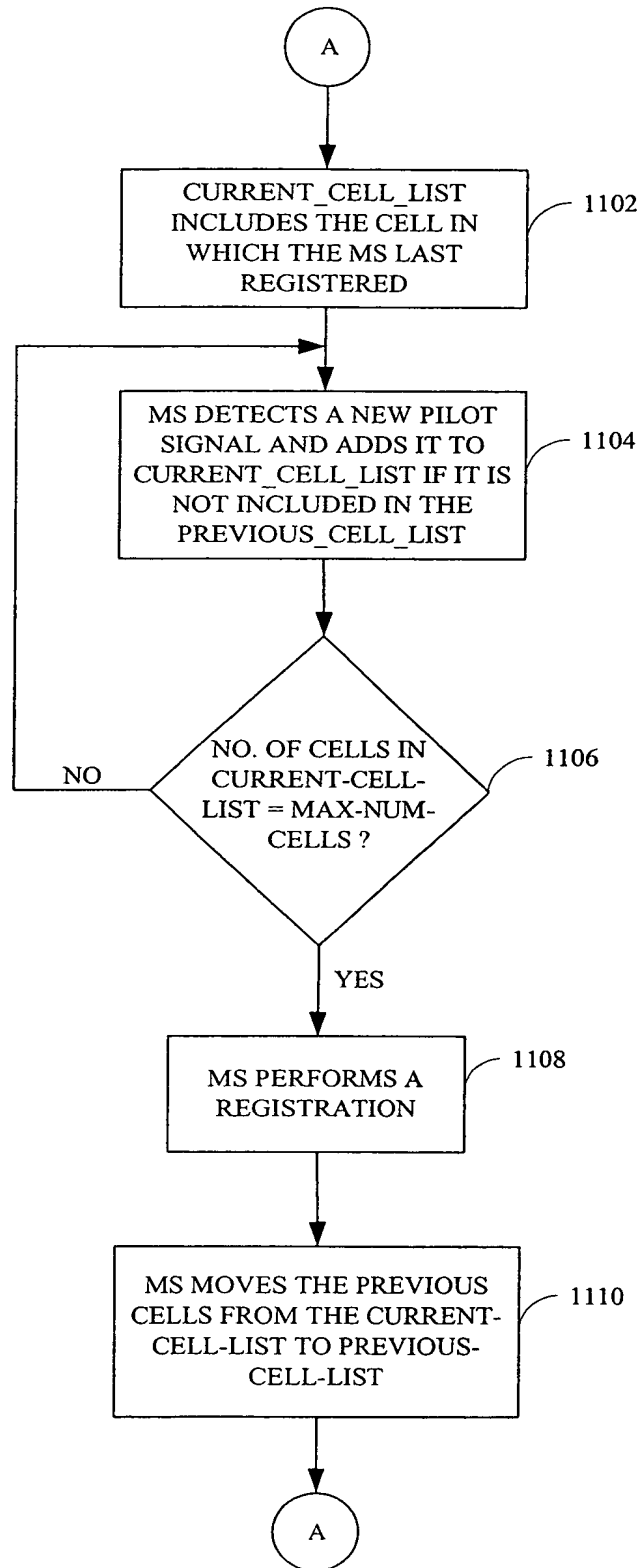 A
CURRENT_CELL_LIST
INCLUDES THE CELL IN
WHICH THE MS LAST
REGISTERED
1102
MS DETECTS A NEW PILOT
SIGNAL AND ADDS IT TO
CURRENT_CELL_LIST IF IT IS
NOT INCLUDED IN THE
PREVIOUS_CELL_LIST
1104
NO. OF CELLS IN
CURRENT-CELL-
LIST = MAX-NUM-
CELLS ?
1106
NO
YES
MS PERFORMS A
REGISTRATION
1108
MS MOVES THE PREVIOUS
CELLS FROM THE CURRENT-
CELL-LIST TO PREVIOUS-
CELL-LIST
1110
A